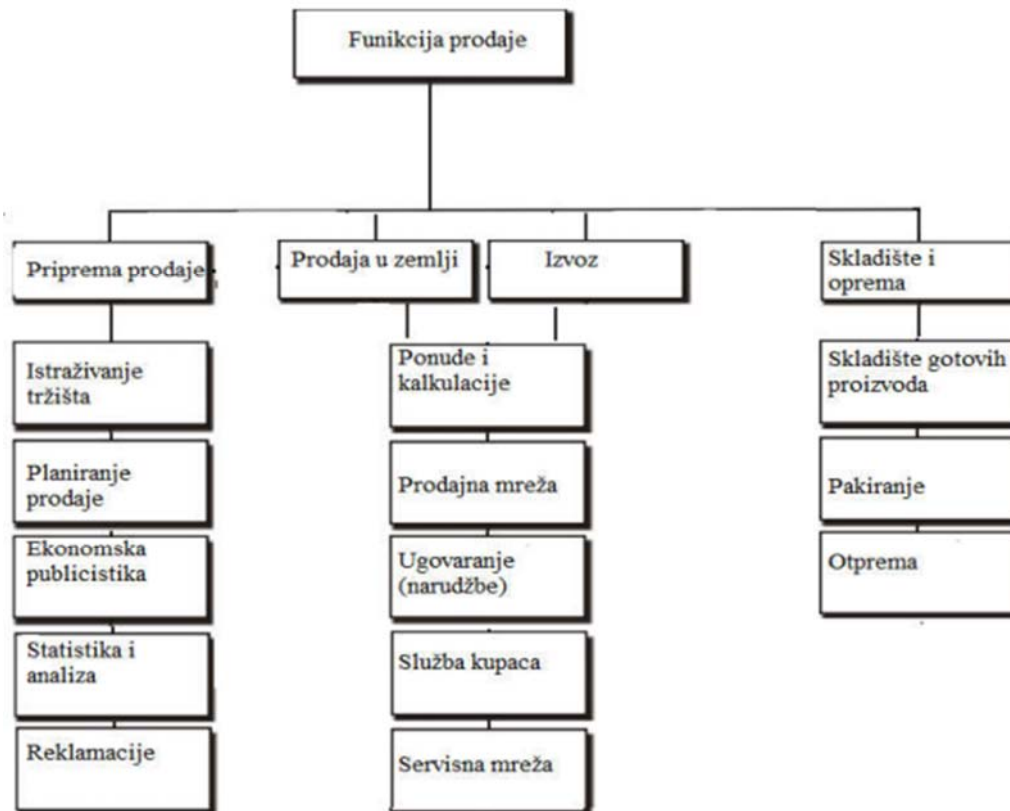 Funikcija prodaje
Priprema prodaje
Prodaja u zemlji
Izvoz
Skladište i
oprema
Istraživanje
tržišta
Planiranje
prodaje
Ekonomska
publicistika
Statistika i
analiza
Reklamacije
Ponude i
kalkulacije
Prodajna mreža
Ugovaranje
(narudžbe)
Služba kupaca
Servisna mreža
Skladište gotovih
proizvoda
Pakiranje
Otprema